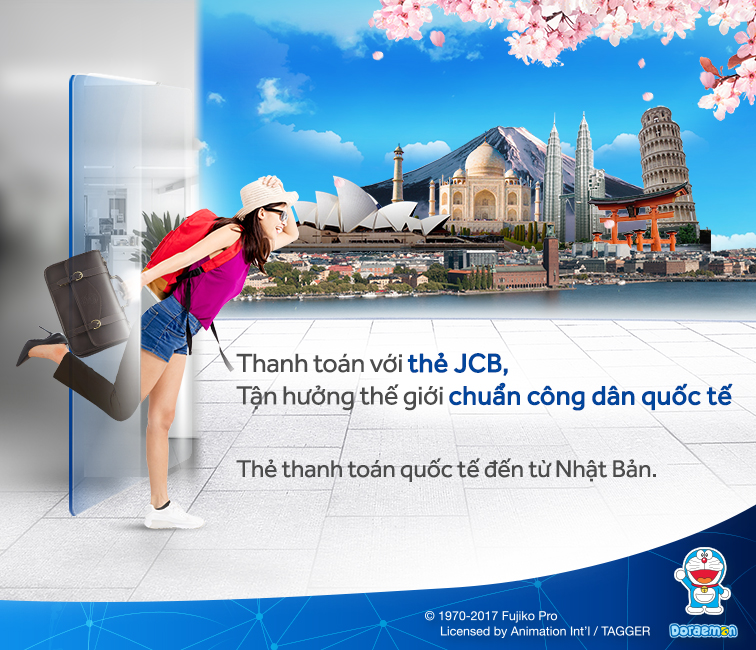 Thanh toán với thẻ JCB,
Tận hưởng thế giới chuẩn công dân quốc tế
Thẻ thanh toán quốc tế đến từ Nhật Bản.
© 1970-2017 Fujiko Pro
Licensed by Animation Int'l / TAGGER
Doraemon